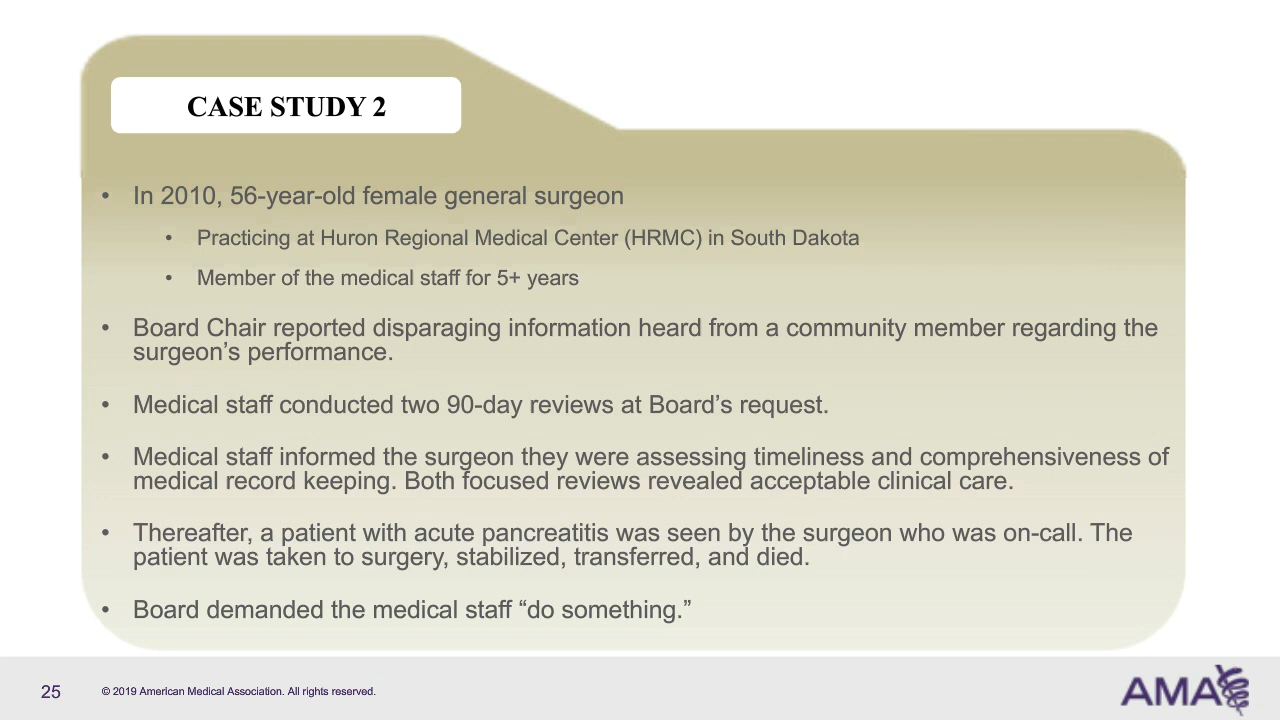 CASE STUDY 2
• In 2010, 56-year-old female general surgeon
• Practicing at Huron Regional Medical Center (HRMC) in South Dakota
• Member of the medical staff for 5+ years
• Board Chair reported disparaging information heard from a community member regarding the
surgeon’s performance.
• Medical staff conducted two 90-day reviews at Board’s request.
• Medical staff informed the surgeon they were assessing timeliness and comprehensiveness of
medical record keeping. Both focused reviews revealed acceptable clinical care.
• Thereafter, a patient with acute pancreatitis was seen by the surgeon who was on-call. The
patient was taken to surgery, stabilized, transferred, and died.
• Board demanded the medical staff “do something.”
25
© 2019 American Medical Association. All rights reserved.
AMA